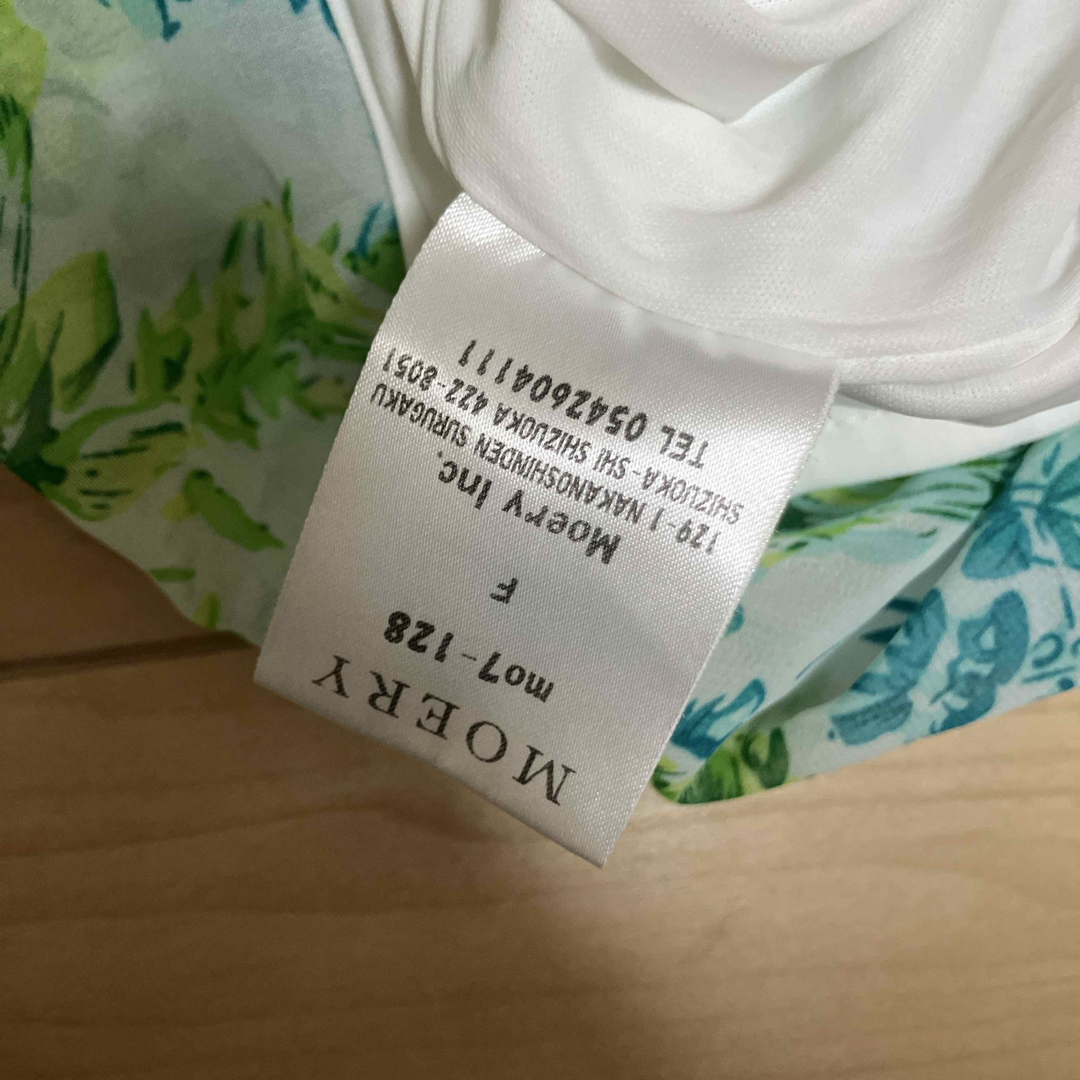 MOERY
mo7-128
F
Moery Inc.
129-1 NAKANOSHINDEN SURUGAKU
SHIZUOKA-SHI SHIZUOKA 422-8051
TEL 0542604111